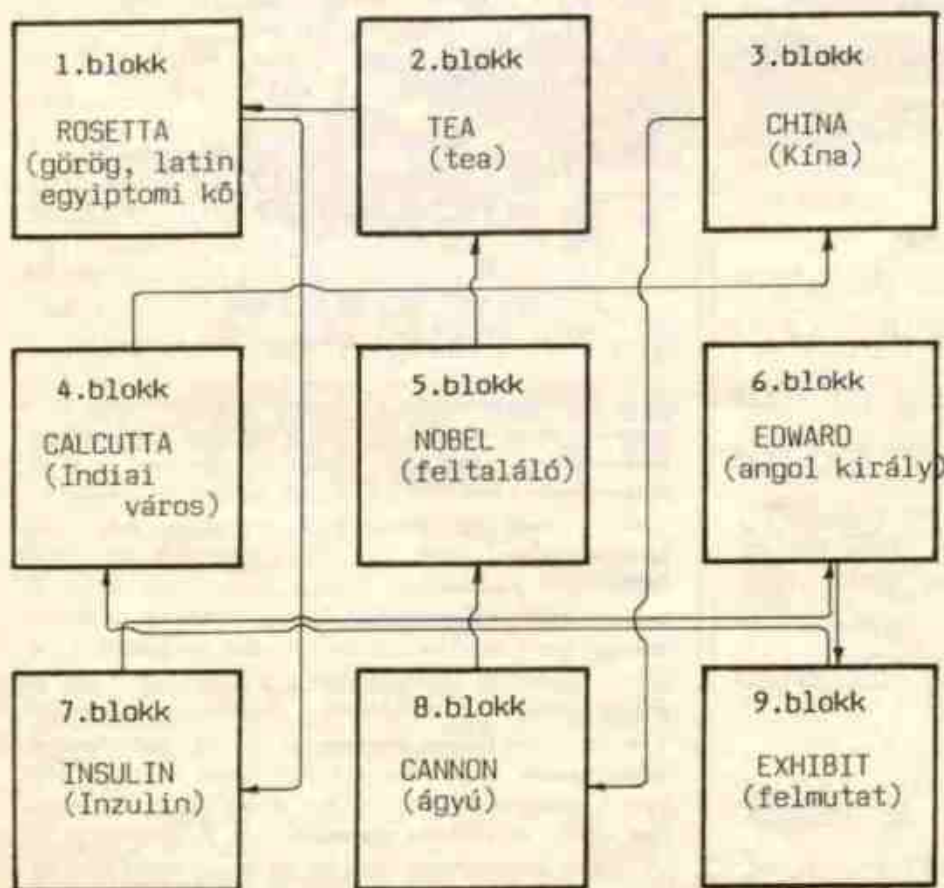 1.blokk
ROSETTA
(görög, latin
egyiptomi kő
2.blokk
TEA
(tea)
3.blokk
CHINA
(Kína)
4.blokk
CALCUTTA
(Indiai
város)
5.blokk
NOBEL
(feltaláló)
6.blokk
EDWARD
(angol király)
7.blokk
INSULIN
(Inzulin)
8.blokk
CANNON
(ágyú)
9.blokk
EXHIBIT
(felmutat)